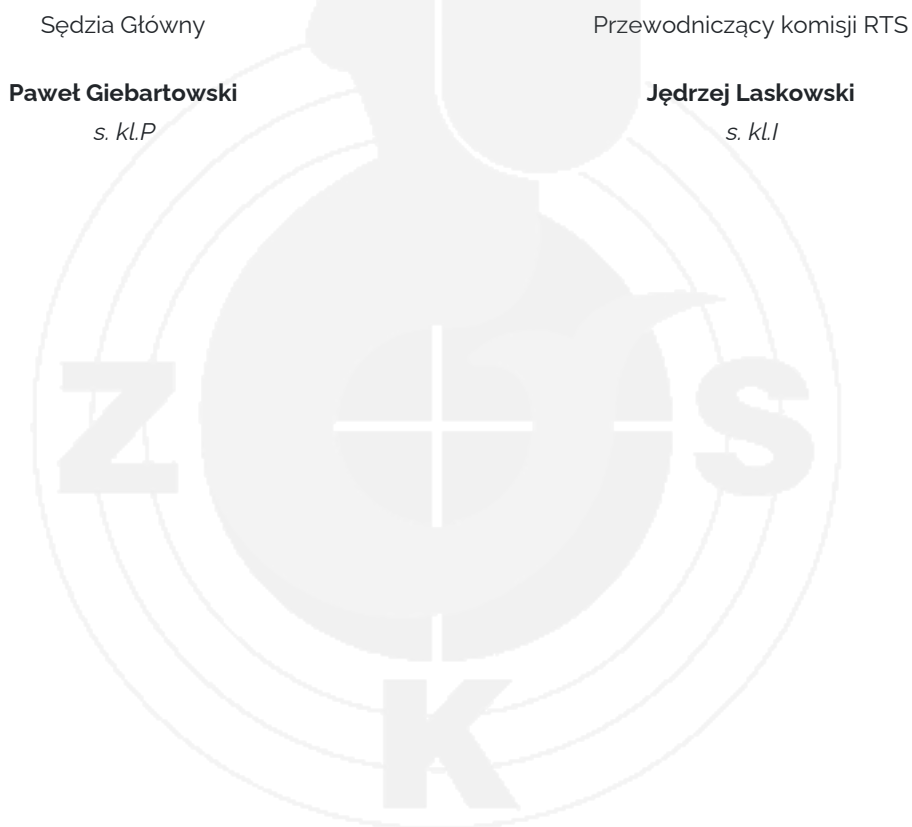 Sędzia Główny
Przewodniczący komisji RTS
Paweł Giebartowski
Jędrzej Laskowski
s. kl.P
s. kl.I
Z
S
K